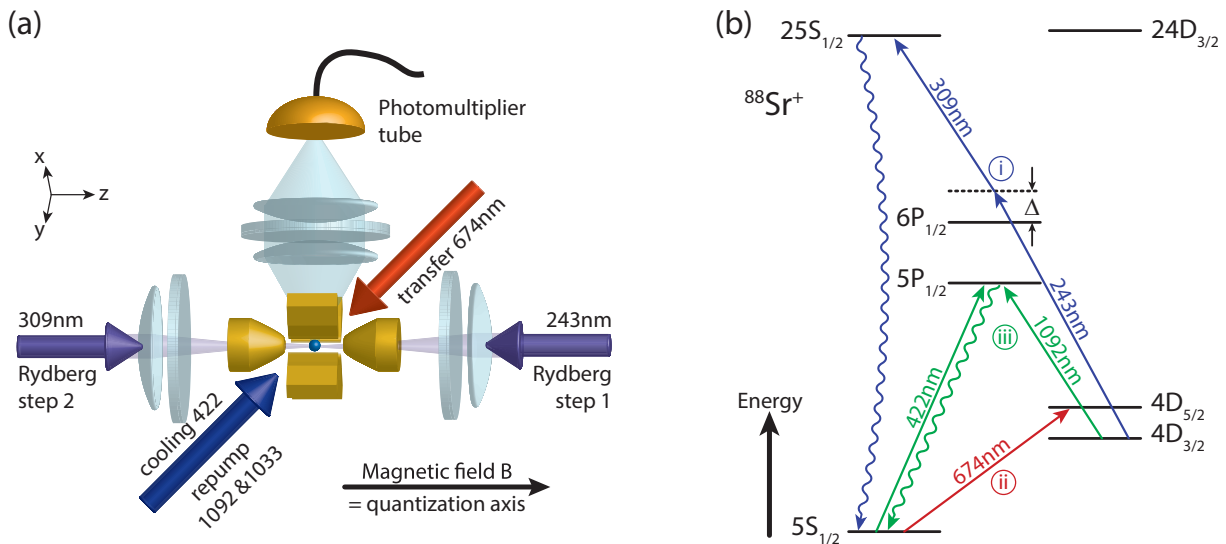 (a)
Photomultiplier
tube
x
z
y
transfer 674nm
309nm
Rydberg
step 2
243nm
Rydberg
step 1
cooling 422
repump
1092 &1033
Magnetic field B
= quantization axis
(b)
25S1/2
24D3/2
88Sr+
309nm
i
Δ
6P1/2
5P1/2
243nm
1092nm
iii
422nm
Energy
4D5/2
4D3/2
674nm
ii
5S1/2